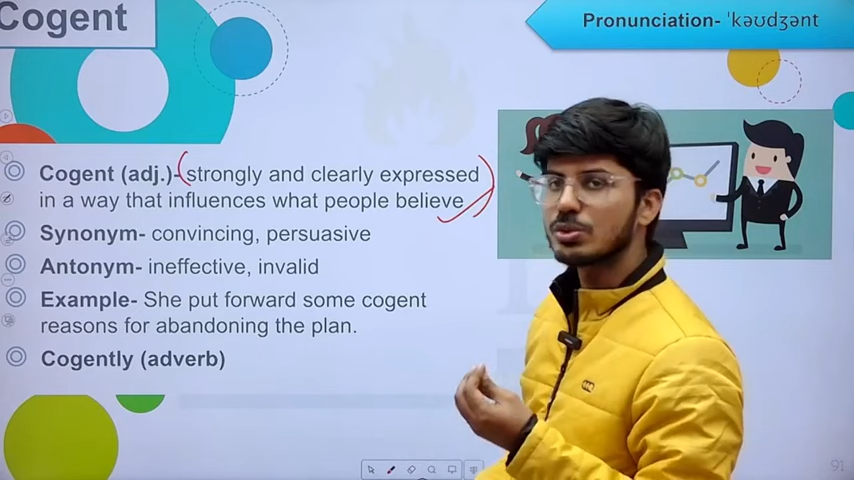 Cogent
Pronunciation- ˈkəʊdʒənt
Cogent (adj.)- strongly and clearly expressed
in a way that influences what people believe
Synonym- convincing, persuasive
Antonym- ineffective, invalid
Example- She put forward some cogent
reasons for abandoning the plan.
Cogently (adverb)
91